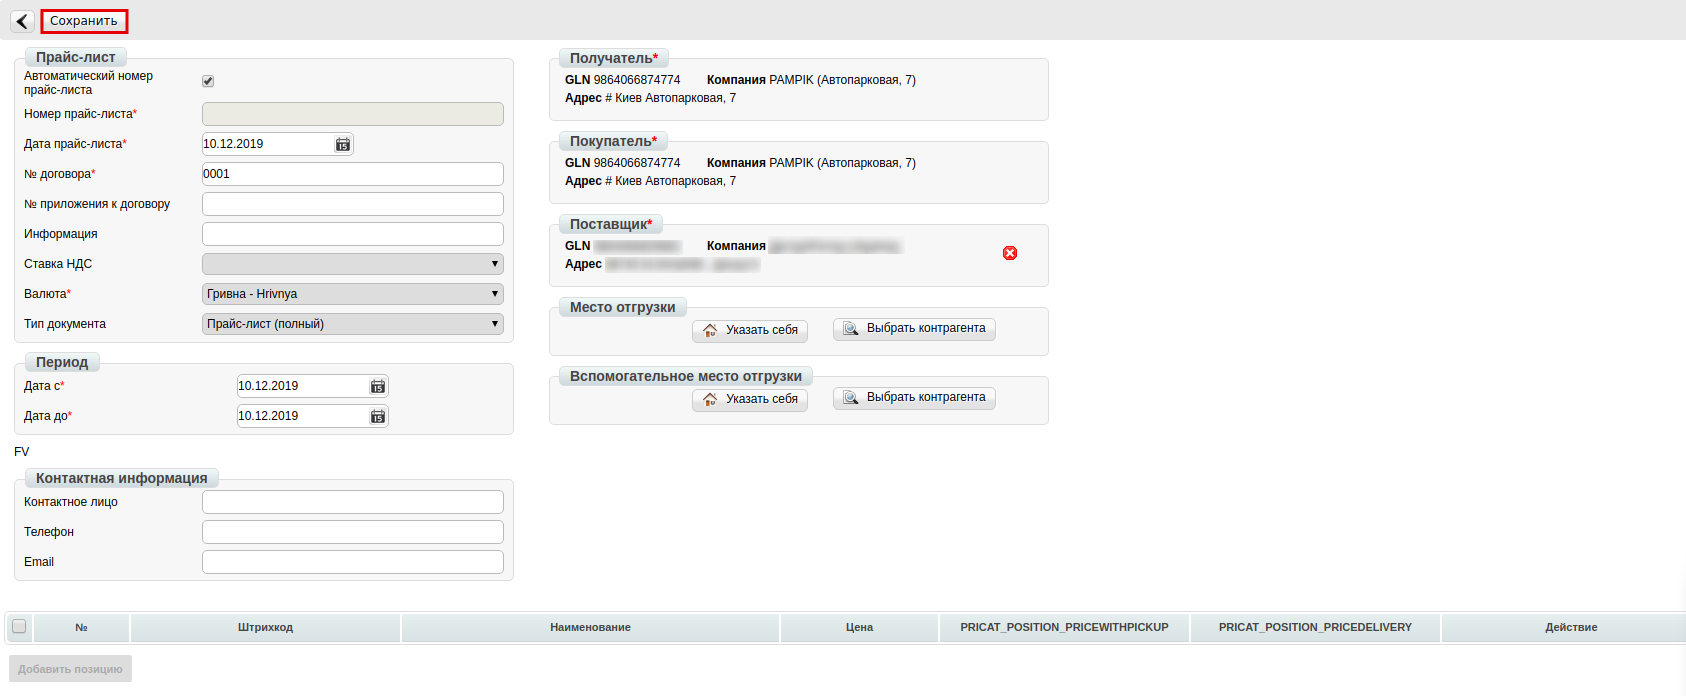 Сохранить
Прайс-лист
Автоматический номер
прайс-листа
Номер прайс-листа*
Дата прайс-листа* 10.12.2019
№ договора* 0001
№ приложения к договору
Информация
Ставка НДС
Валюта* Гривна - Hrivnya
Тип документа Прайс-лист (полный)
Период
Дата с* 10.12.2019
Дата до* 10.12.2019
FV
Контактная информация
Контактное лицо
Телефон
Email
Получатель*
GLN 9864066874774 Компания PAMPIK (Автопарковая, 7)
Адрес # Киев Автопарковая, 7
Покупатель*
GLN 9864066874774 Компания PAMPIK (Автопарковая, 7)
Адрес # Киев Автопарковая, 7
Поставщик*
GLN Компания
Адрес
Место отгрузки
Указать себя Выбрать контрагента
Вспомогательное место отгрузки
Указать себя Выбрать контрагента
№ Штрихкод Наименование Цена PRICAT_POSITION_PRICEWITHPICKUP PRICAT_POSITION_PRICEDELIVERY Действие
Добавить позицию